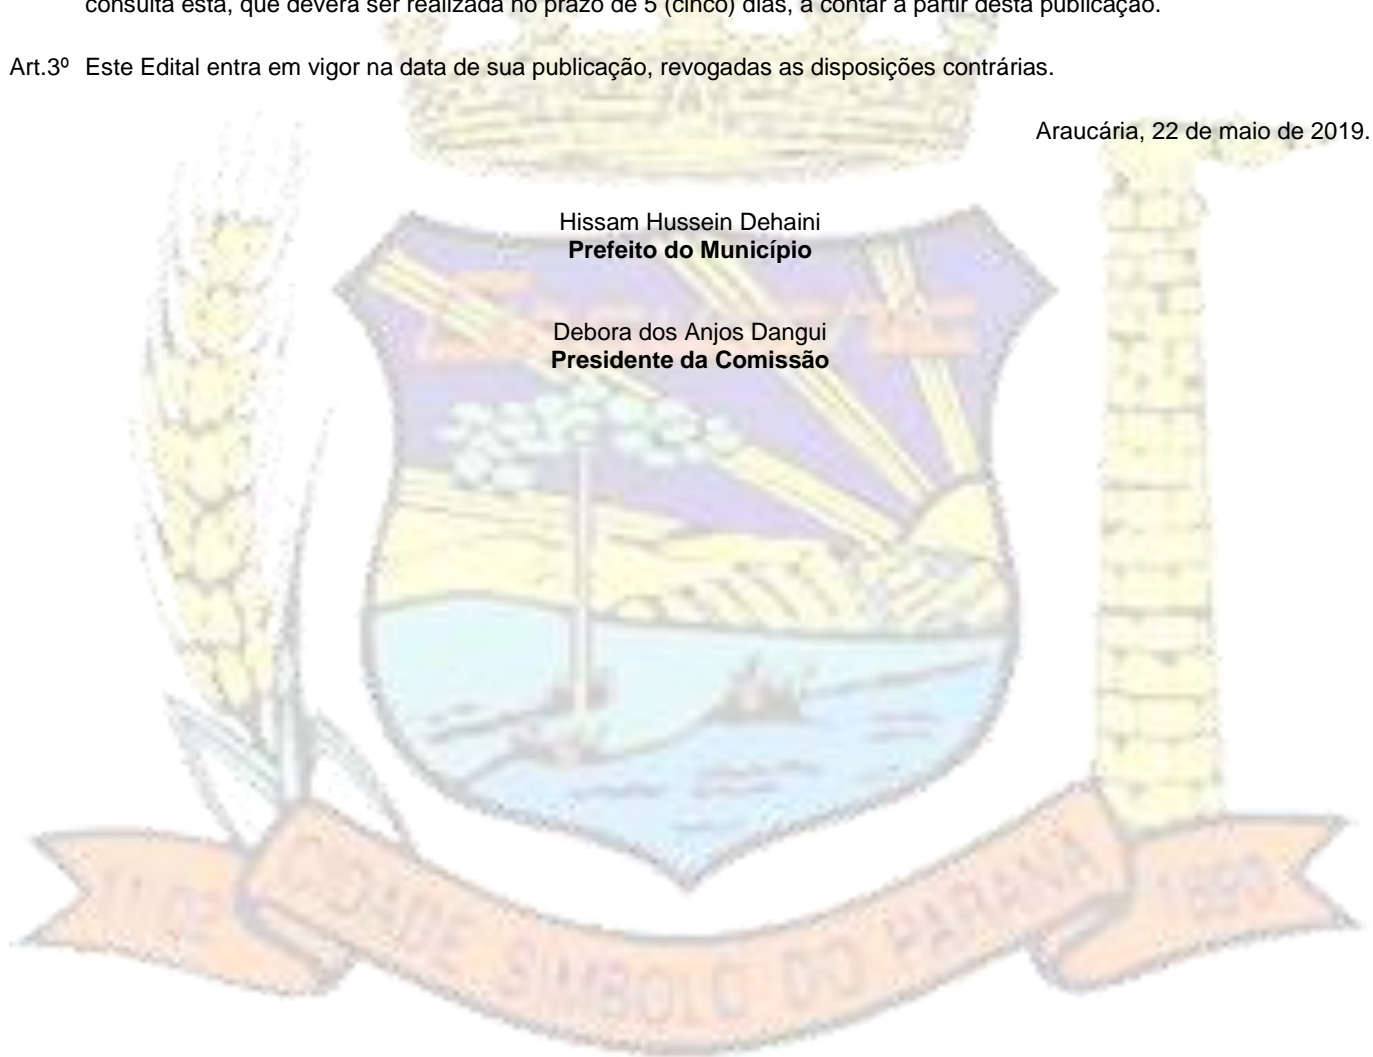 consulta esta, que deverá ser realizada no prazo de 5 (cinco) dias, a contar a partir desta publicação.
Art.3º Este Edital entra em vigor na data de sua publicação, revogadas as disposições contrárias.
Araucária, 22 de maio de 2019.
Hissam Hussein Dehaini
Prefeito do Município
Debora dos Anjos Dangui
Presidente da Comissão
CIDADE SIMBOLO DO PARANA
1890